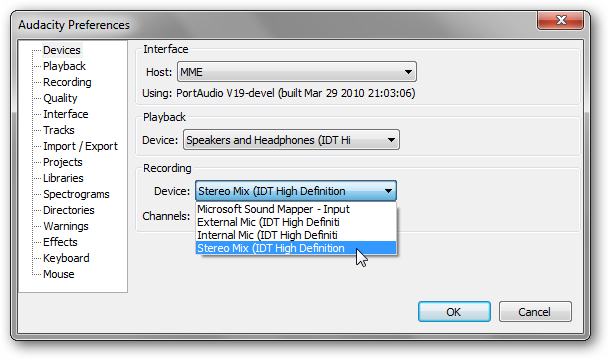 Audacity Preferences
Devices
Playback
Recording
Quality
Interface
Tracks
Import / Export
Projects
Libraries
Spectrograms
Directories
Warnings
Effects
Keyboard
Mouse
Interface
Host: MME
Using: PortAudio V19-devel (built Mar 29 2010 21:03:06)
Playback
Device: Speakers and Headphones (IDT Hi
Recording
Device: Stereo Mix (IDT High Definition
Channels:
Microsoft Sound Mapper - Input
External Mic (IDT High Definiti
Internal Mic (IDT High Definiti
Stereo Mix (IDT High Definition
OK
Cancel